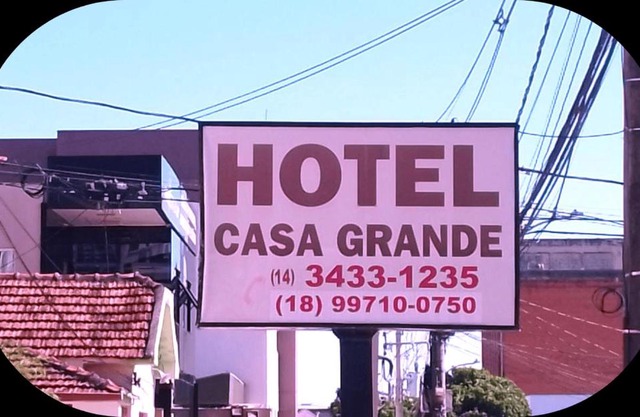 HOTEL
CASA GRANDE
(14) 3433-1235
(18) 99710-0750